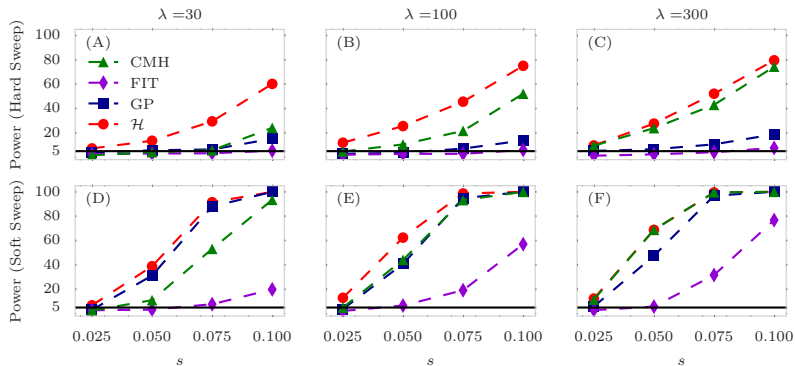 λ =30
λ =100
λ =300
Power (Hard Sweep)
100
80
60
40
20
5
(A)
CMH
FIT
GP
ℋ
(B)
(C)
Power (Soft Sweep)
100
80
60
40
20
5
(D)
(E)
(F)
0.025 0.050 0.075 0.100
0.025 0.050 0.075 0.100
0.025 0.050 0.075 0.100
s
s
s